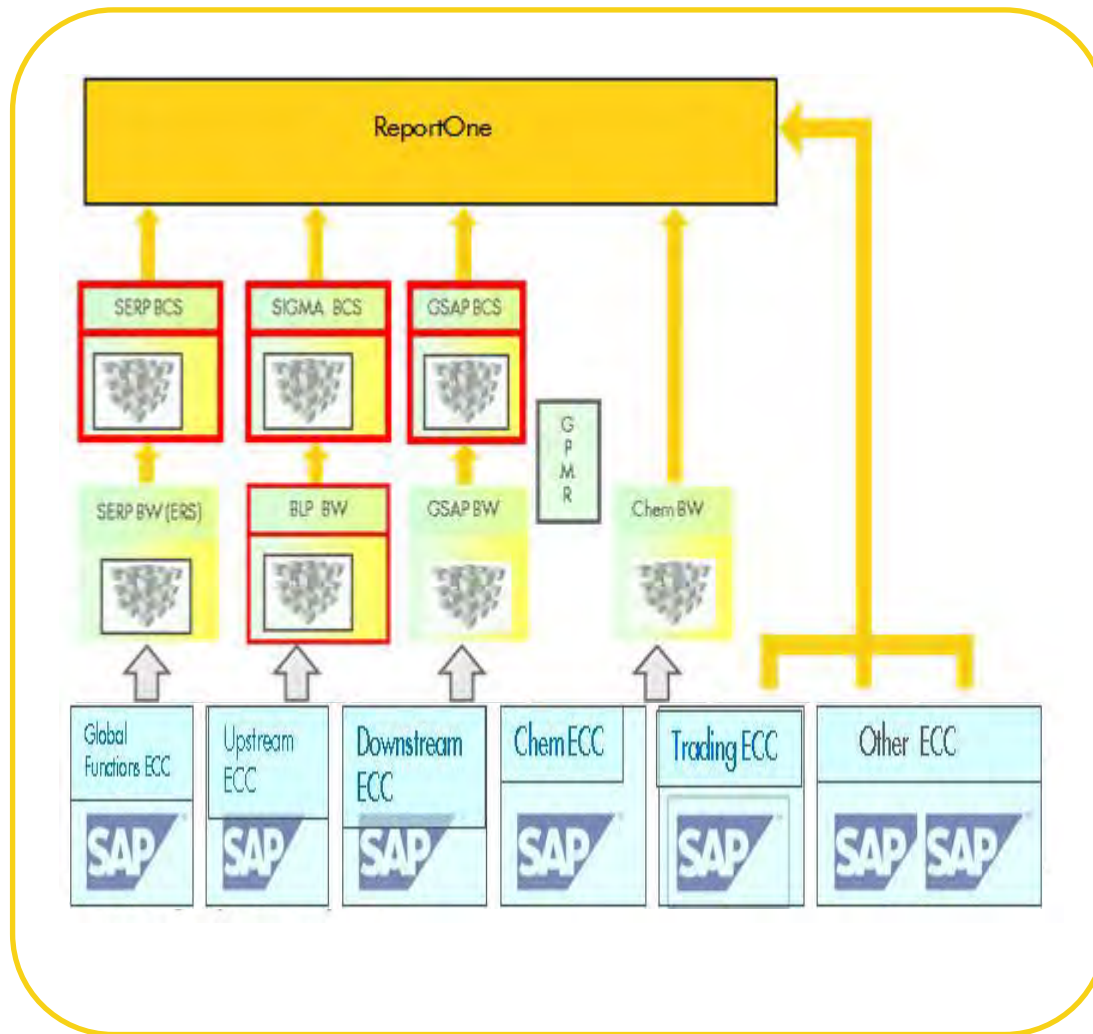 ReportOne
SERP BCS
SIGMA BCS
GSAP BCS
G
P
M
R
SERP BW (ERS)
BLP BW
GSAP BW
Chem BW
Global
Functions ECC
Upstream
ECC
Downstream
ECC
Chem ECC
Trading ECC
Other ECC
SAP
SAP
SAP
SAP
SAP
SAP SAP